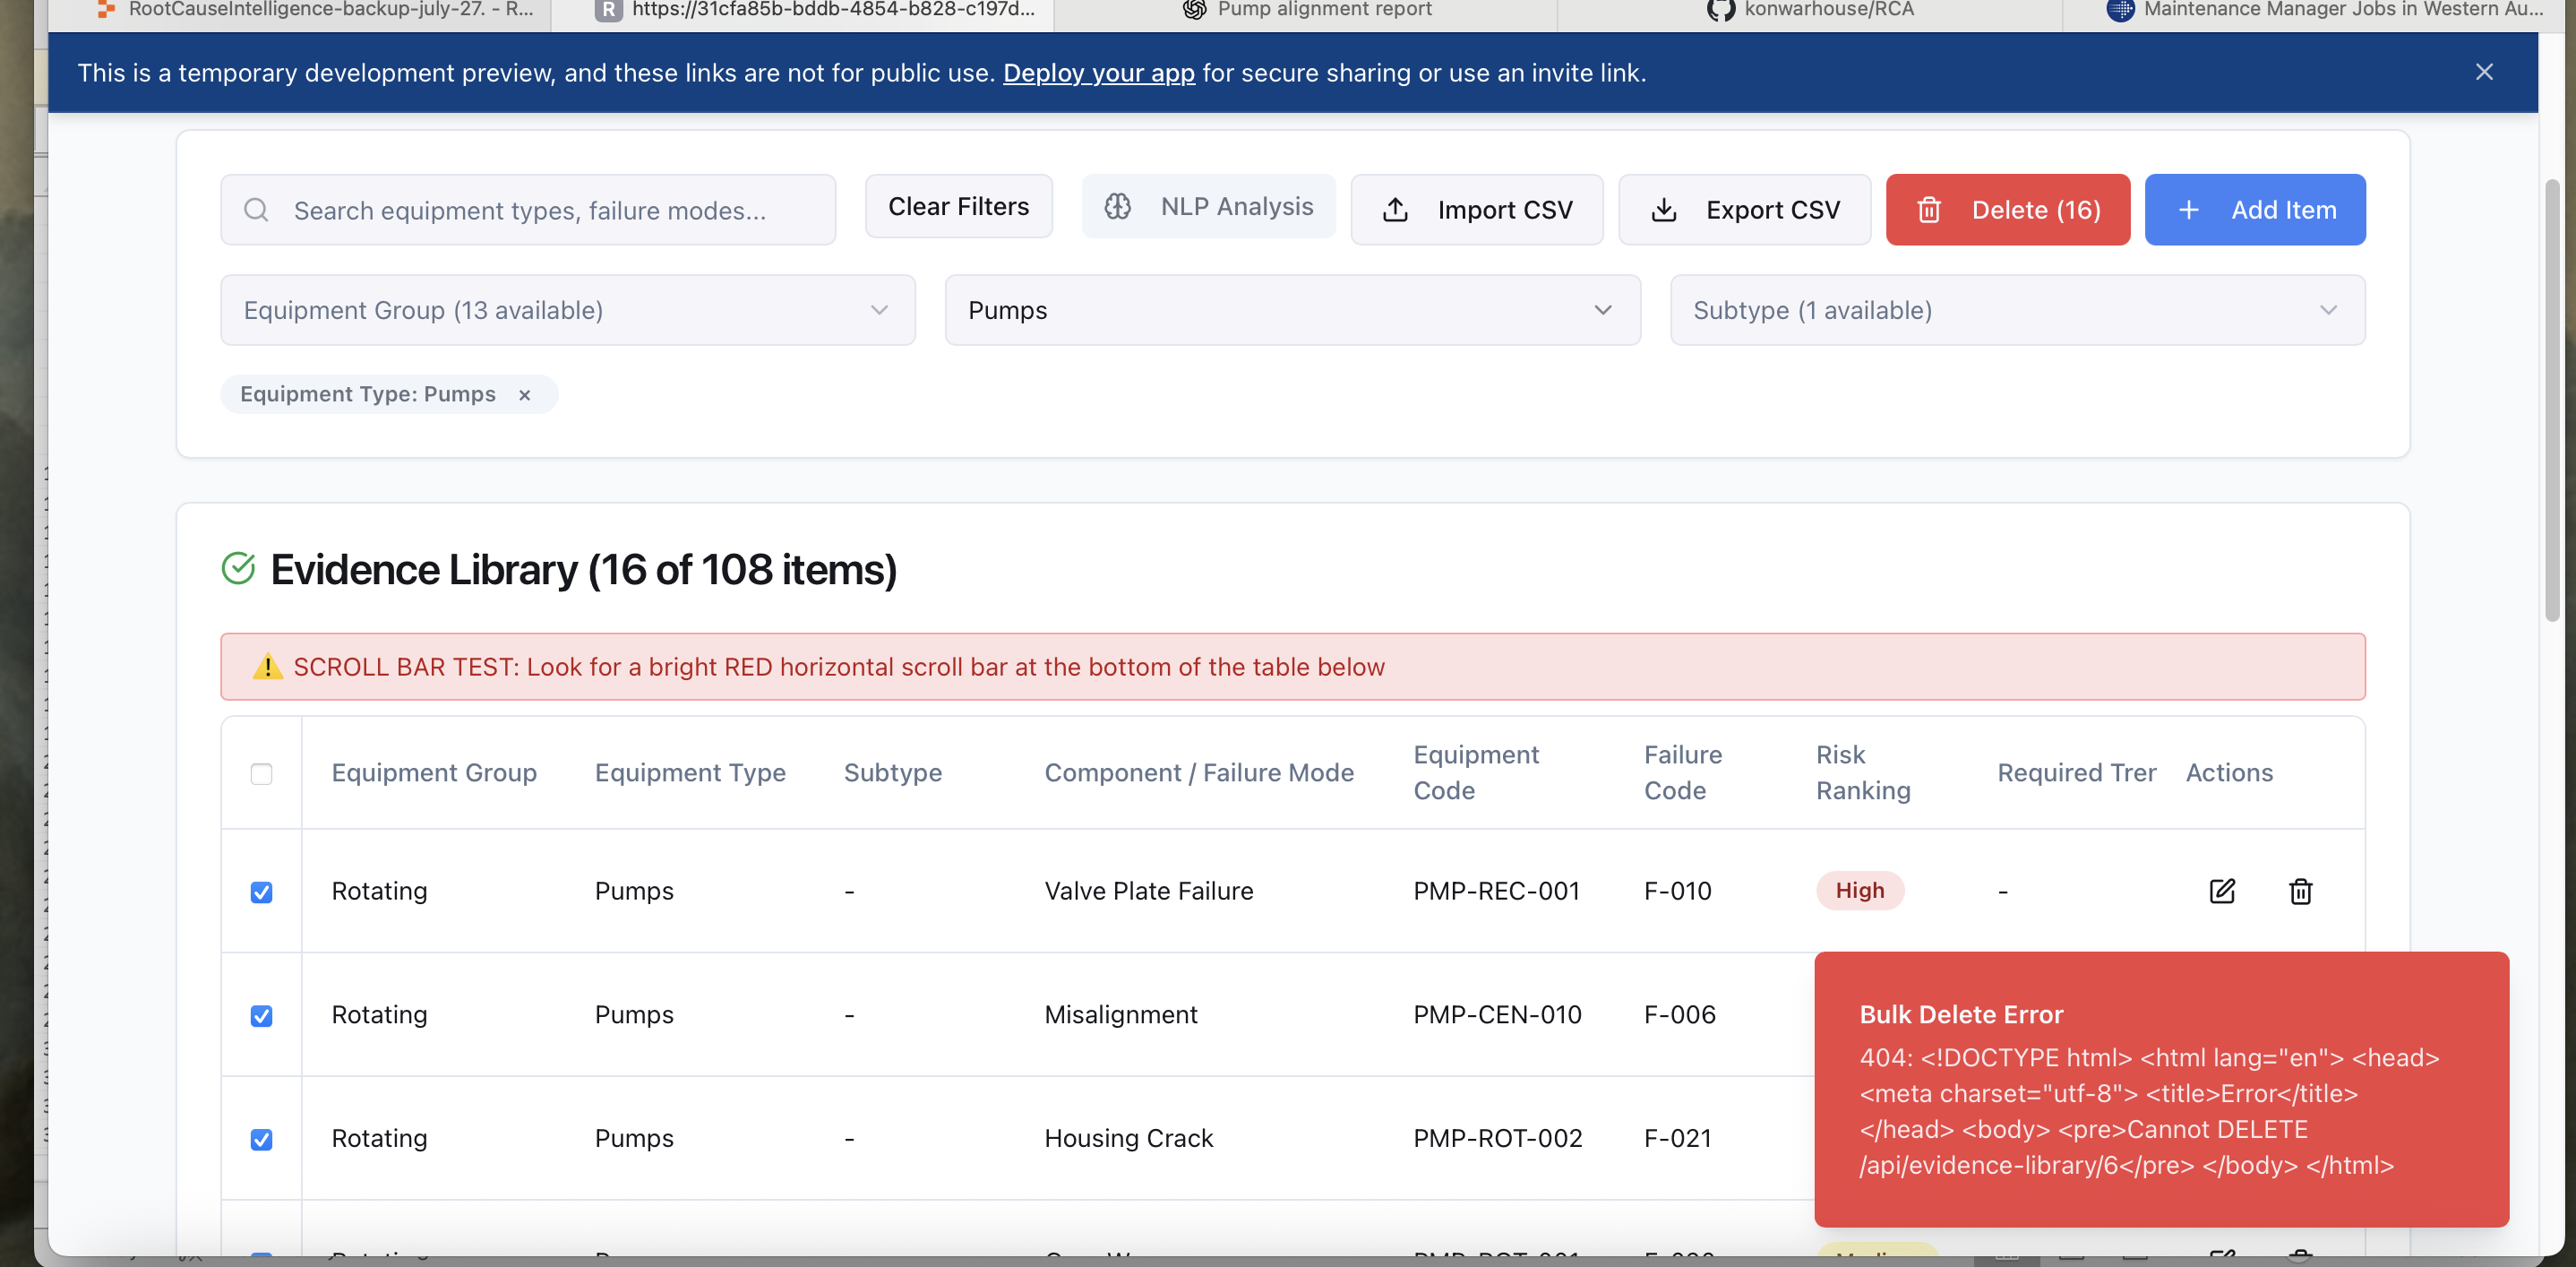 RootCauseIntelligence-backup-july-27. - R...
R https://31cfa85b-bddb-4854-b828-c197d...
Pump alignment report
konwarhouse/RCA
Maintenance Manager Jobs in Western Au...
This is a temporary development preview, and these links are not for public use. Deploy your app for secure sharing or use an invite link.
Search equipment types, failure modes...
Clear Filters
NLP Analysis
Import CSV
Export CSV
Delete (16)
Add Item
Equipment Group (13 available)
Pumps
Subtype (1 available)
Equipment Type: Pumps ×
Evidence Library (16 of 108 items)
⚠️ SCROLL BAR TEST: Look for a bright RED horizontal scroll bar at the bottom of the table below
Equipment Group Equipment Type Subtype Component / Failure Mode Equipment Code Failure Code Risk Ranking Required Trer Actions
Rotating Pumps - Valve Plate Failure PMP-REC-001 F-010 High -
Rotating Pumps - Misalignment PMP-CEN-010 F-006
Rotating Pumps - Housing Crack PMP-ROT-002 F-021
Bulk Delete Error
404: <!DOCTYPE html> <html lang="en"> <head>
<meta charset="utf-8"> <title>Error</title>
</head> <body> <pre>Cannot DELETE
/api/evidence-library/6</pre> </body> </html>